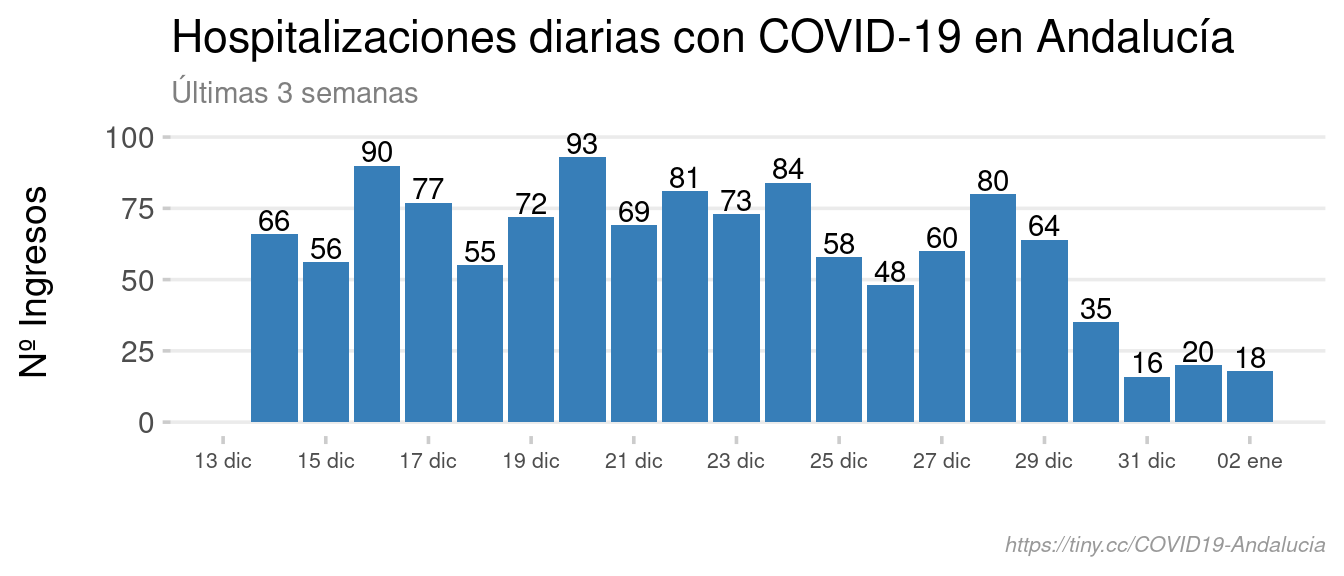 Hospitalizaciones diarias con COVID-19 en Andalucía
Últimas 3 semanas
Nº Ingresos
100
75
50
25
0
66
56
90
77
55
72
93
69
81
73
84
58
48
60
80
64
35
16
20
18
13 dic
15 dic
17 dic
19 dic
21 dic
23 dic
25 dic
27 dic
29 dic
31 dic
02 ene
https://tiny.cc/COVID19-Andalucia